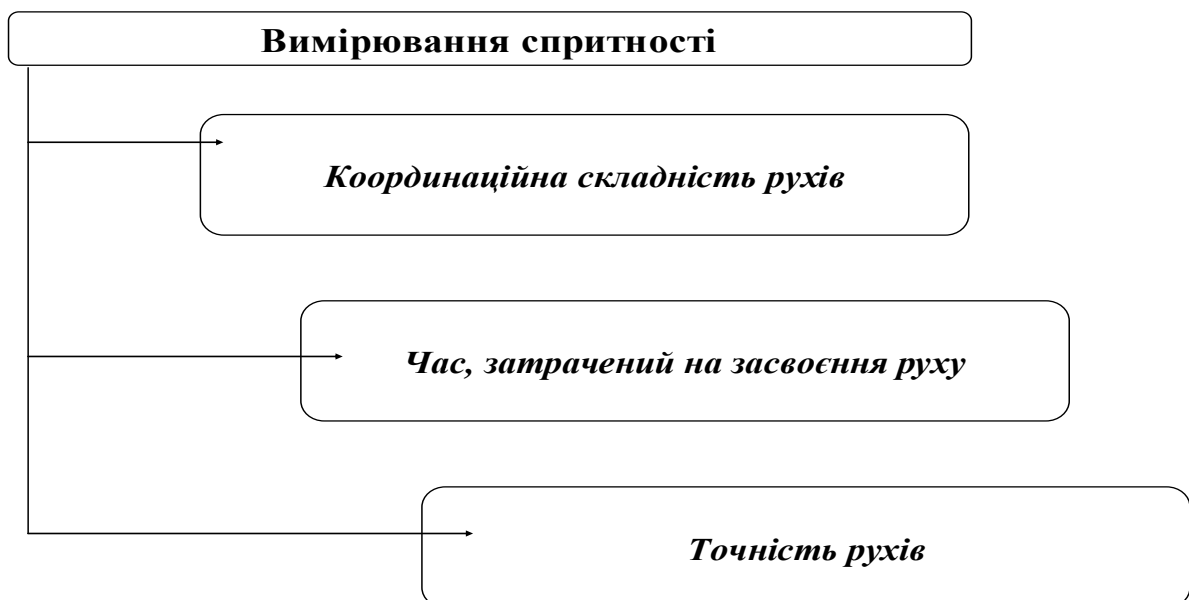 Вимірювання спритності
Координаційна складність рухів
Час, затрачений на засвоєння руху
Точність рухів